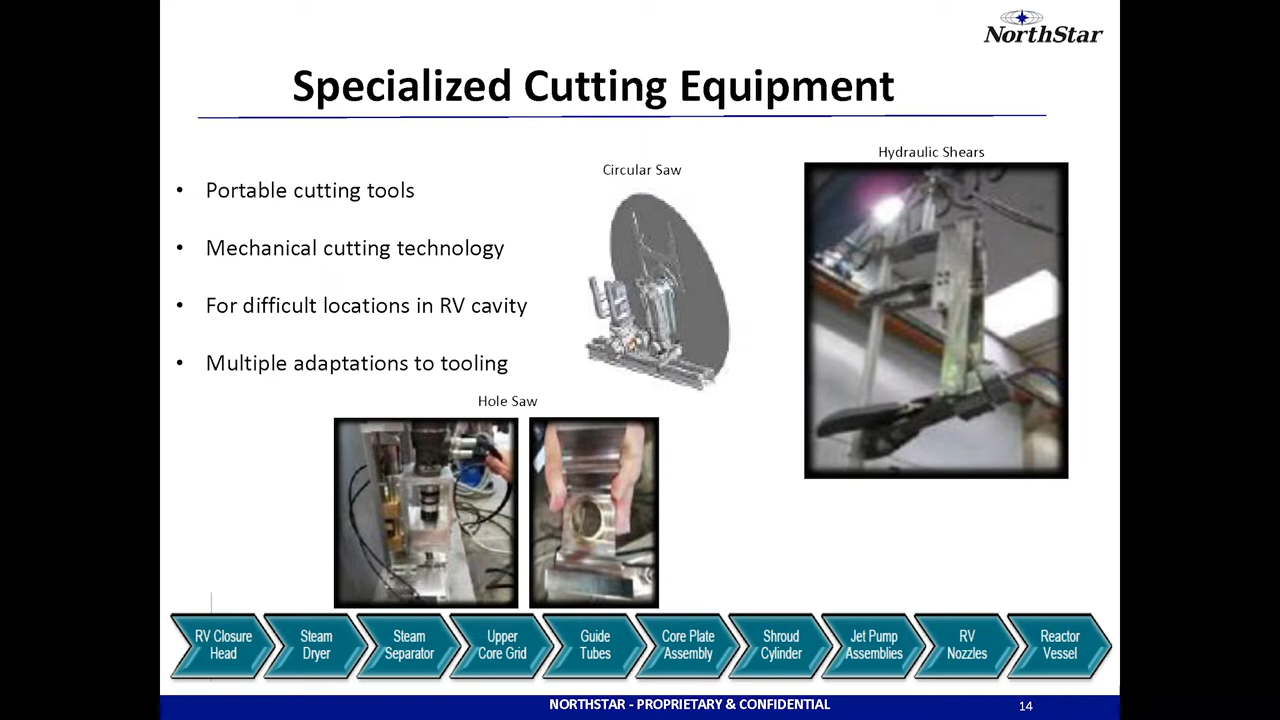 NorthStar
Specialized Cutting Equipment
• Portable cutting tools
• Mechanical cutting technology
• For difficult locations in RV cavity
• Multiple adaptations to tooling
Circular Saw
Hydraulic Shears
Hole Saw
RV Closure
Head
Steam
Dryer
Steam
Separator
Upper
Core Grid
Guide
Tubes
Core Plate
Assembly
Shroud
Cylinder
Jet Pump
Assemblies
RV
Nozzles
Reactor
Vessel
NORTHSTAR - PROPRIETARY & CONFIDENTIAL
14